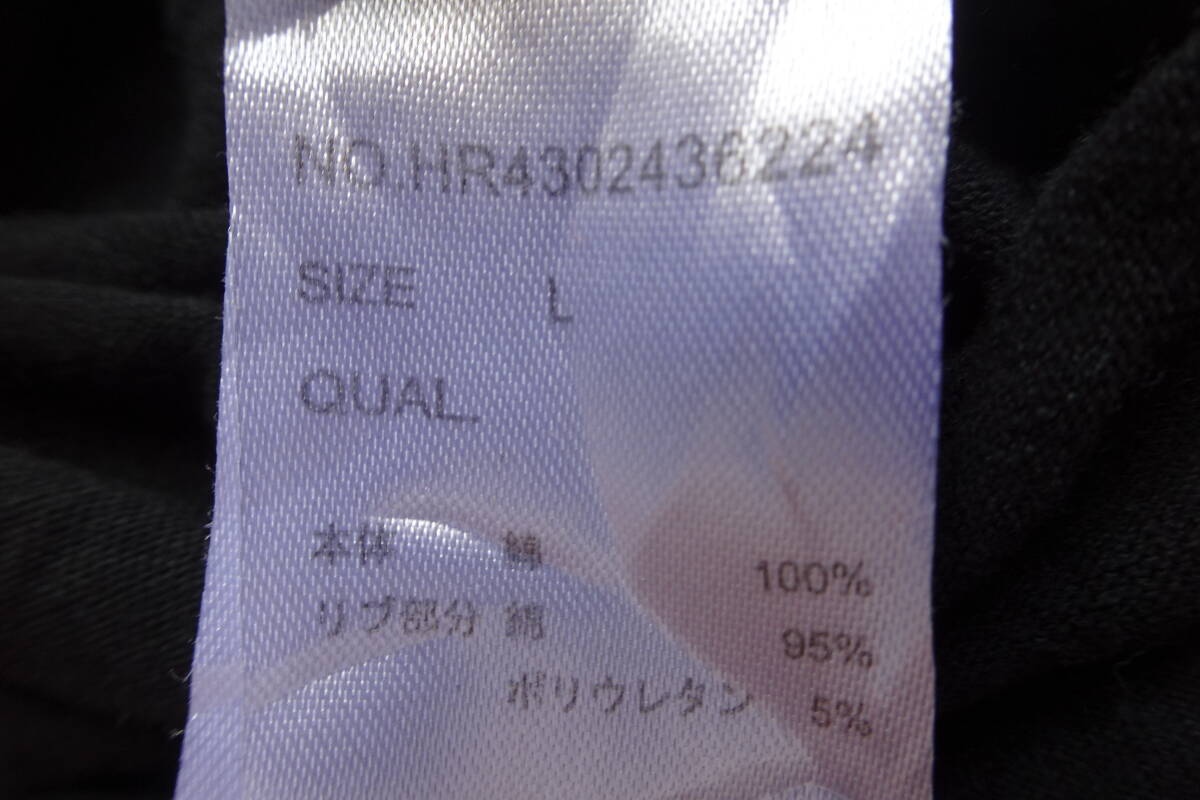 NO.HR4302436224
SIZE L
QUAL.
本体 綿 100%
リブ部分 綿 95%
ポリウレタン 5%